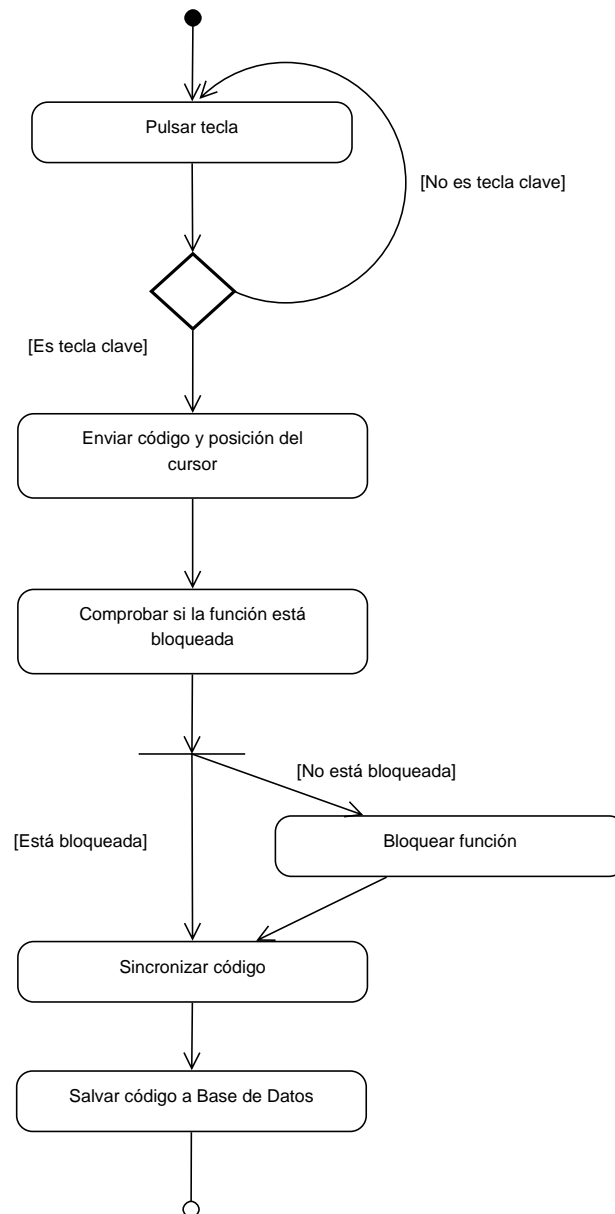 Pulsar tecla
[No es tecla clave]
[Es tecla clave]
Enviar código y posición del
cursor
Comprobar si la función está
bloqueada
[No está bloqueada]
[Está bloqueada]
Bloquear función
Sincronizar código
Salvar código a Base de Datos